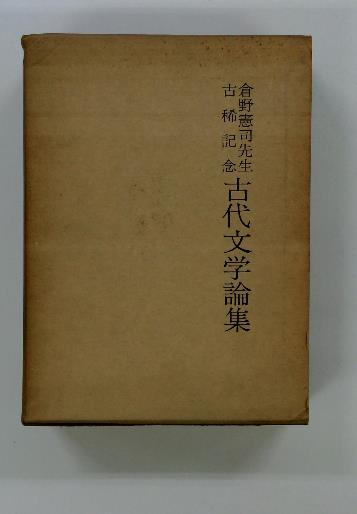 倉野憲司先生
古稀記念
古代文学論集